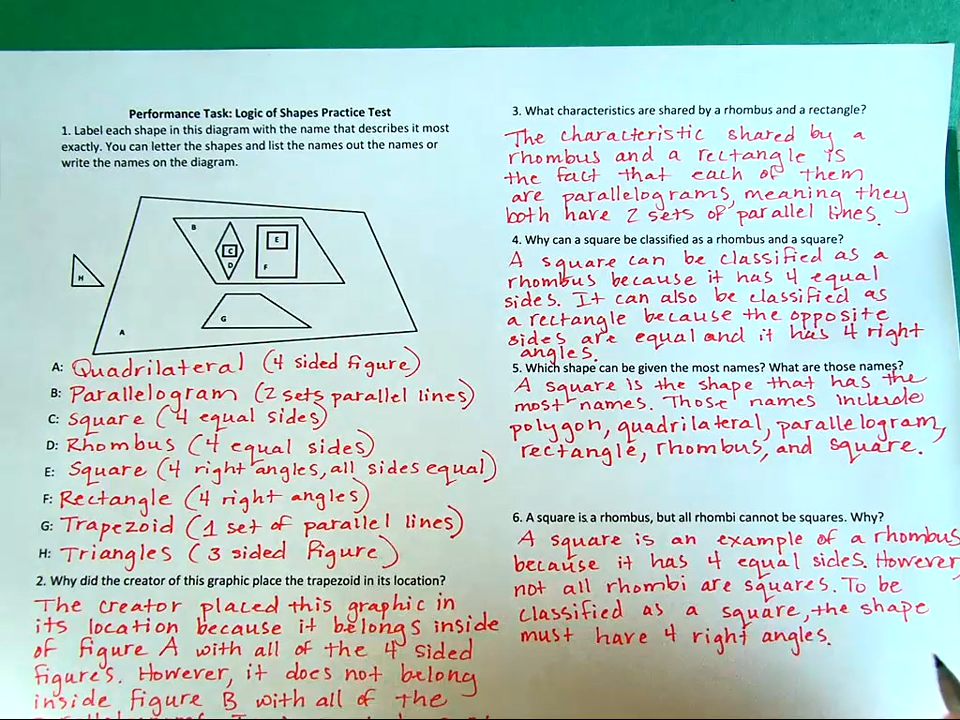 Performance Task: Logic of Shapes Practice Test
1. Label each shape in this diagram with the name that describes it most
exactly. You can letter the shapes and list the names out the names or
write the names on the diagram.
B
C
D
E
F
H
G
A
A: Quadrilateral (4 sided figure)
B: Parallelogram (2 sets parallel lines)
C: Square (4 equal sides)
D: Rhombus (4 equal sides)
E: Square (4 right angles, all sides equal)
F: Rectangle (4 right angles)
G: Trapezoid (1 set of parallel lines)
H: Triangles (3 sided figure)
2. Why did the creator of this graphic place the trapezoid in its location?
The creator placed this graphic in
its location because it belongs inside
of figure A with all of the 4 sided
figures. However, it does not belong
inside figure B with all of the
3. What characteristics are shared by a rhombus and a rectangle?
The characteristic shared by a
rhombus and a rectangle is
the fact that each of them
are parallelograms, meaning they
both have 2 sets of parallel lines.
4. Why can a square be classified as a rhombus and a square?
A square can be classified as a
rhombus because it has 4 equal
sides. It can also be classified as
a rectangle because the opposite
sides are equal and it has 4 right
angles.
5. Which shape can be given the most names? What are those names?
A square is the shape that has the
most names. Those names include
polygon, quadrilateral, parallelogram,
rectangle, rhombus, and square.
6. A square is a rhombus, but all rhombi cannot be squares. Why?
A square is an example of a rhombus
because it has 4 equal sides. However,
not all rhombi are squares. To be
classified as a square, the shape
must have 4 right angles.